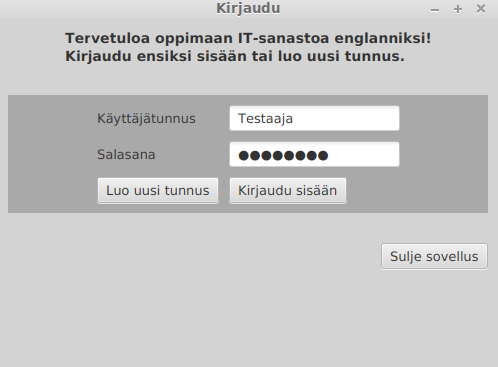 Kirjaudu
Tervetuloa oppimaan IT-sanastoa englanniksi!
Kirjaudu ensiksi sisään tai luo uusi tunnus.
Käyttäjätunnus Testaaja
Salasana ●●●●●●●●
Luo uusi tunnus Kirjaudu sisään
Sulje sovellus